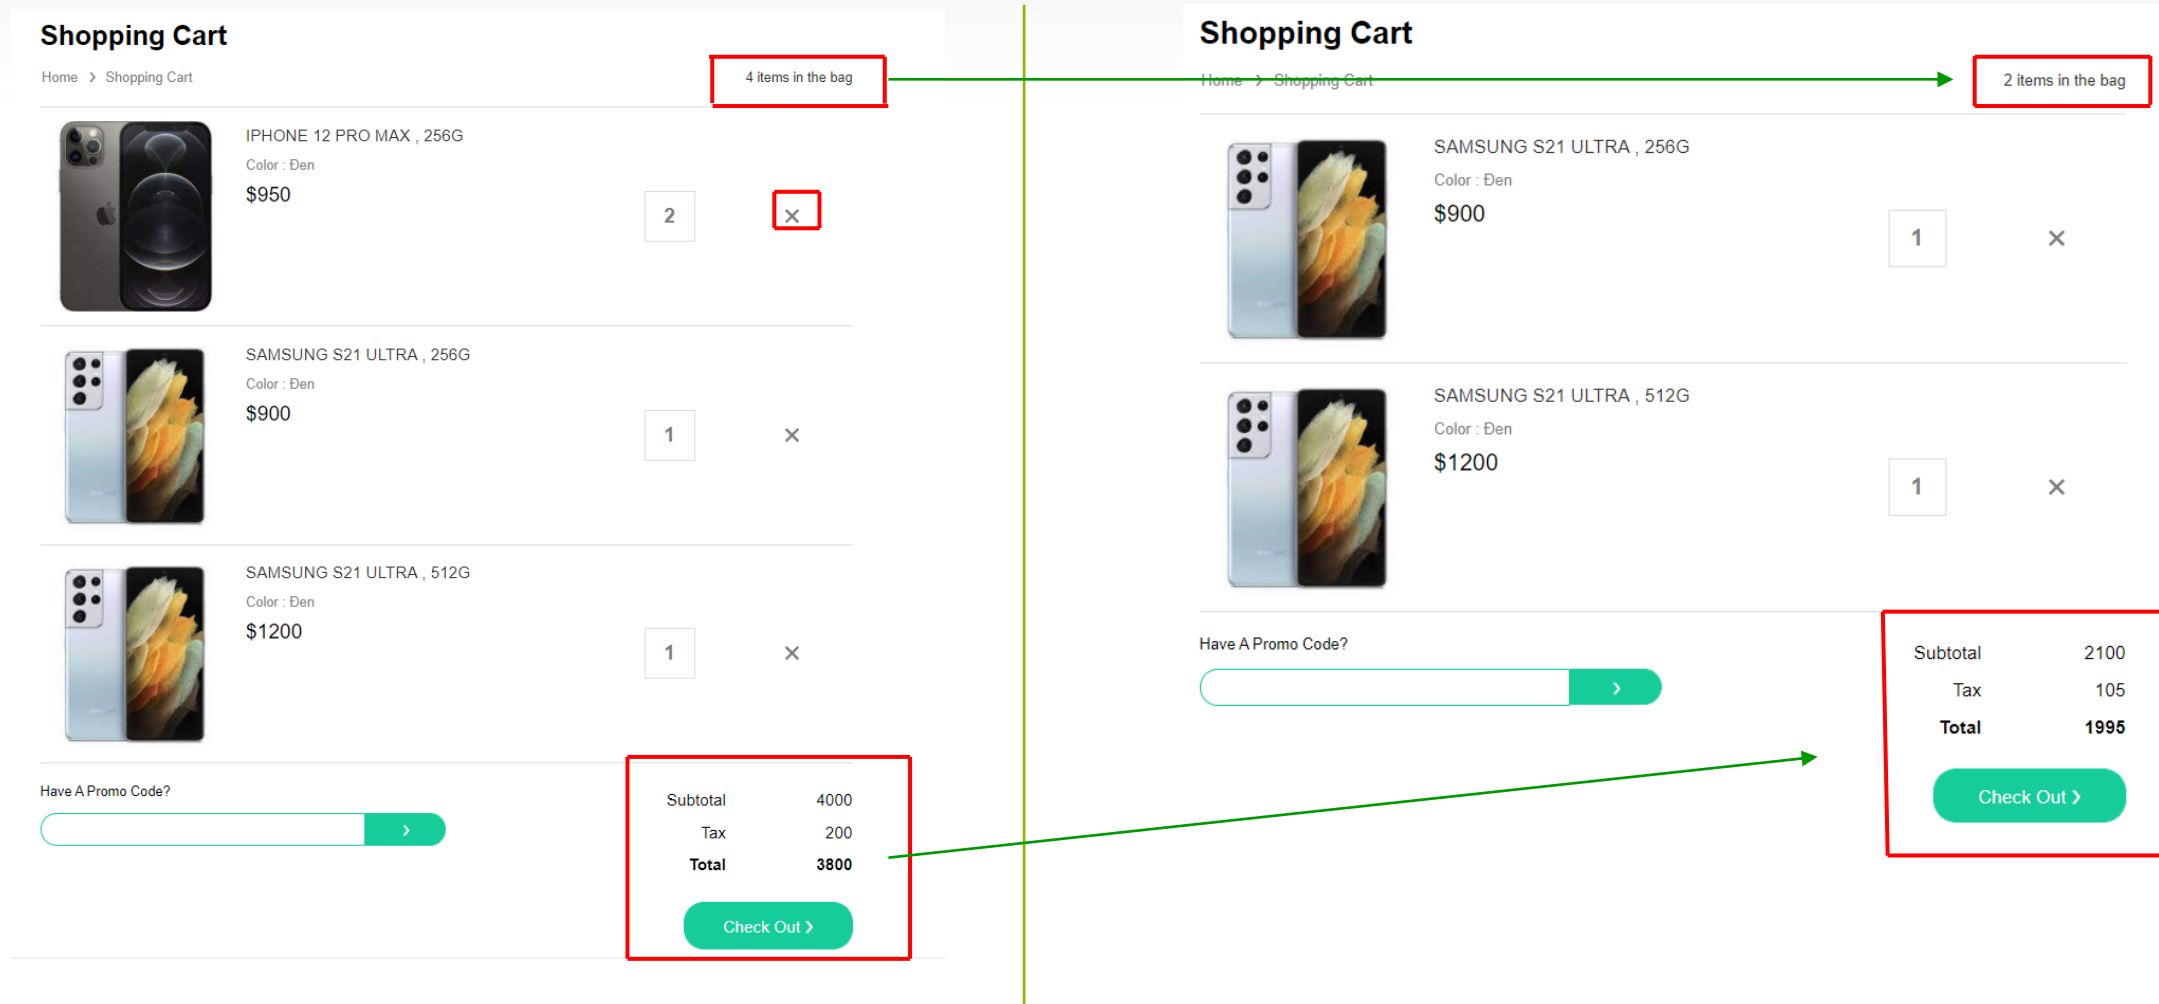 Shopping Cart
Home > Shopping Cart
4 items in the bag
IPHONE 12 PRO MAX , 256G
Color : Đen
$950
2 ×
SAMSUNG S21 ULTRA , 256G
Color : Đen
$900
1 ×
SAMSUNG S21 ULTRA , 512G
Color : Đen
$1200
1 ×
Have A Promo Code?
Subtotal 4000
Tax 200
Total 3800
Check Out >
Shopping Cart
Home > Shopping Cart
2 items in the bag
SAMSUNG S21 ULTRA , 256G
Color : Đen
$900
1 ×
SAMSUNG S21 ULTRA , 512G
Color : Đen
$1200
1 ×
Have A Promo Code?
Subtotal 2100
Tax 105
Total 1995
Check Out >